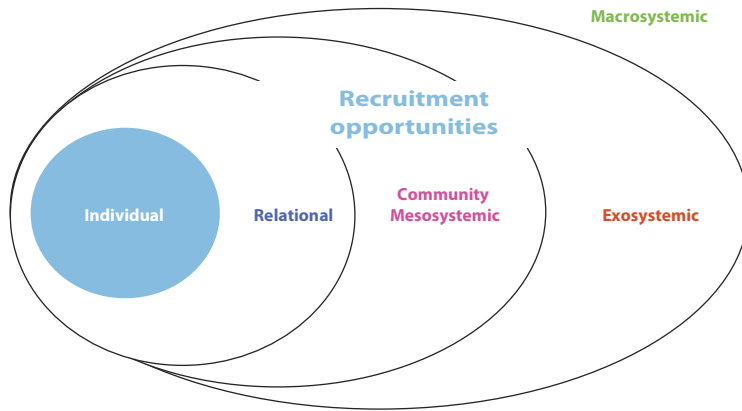 Macrosystemic
Recruitment
opportunities
Individual
Relational
Community
Mesosystemic
Exosystemic